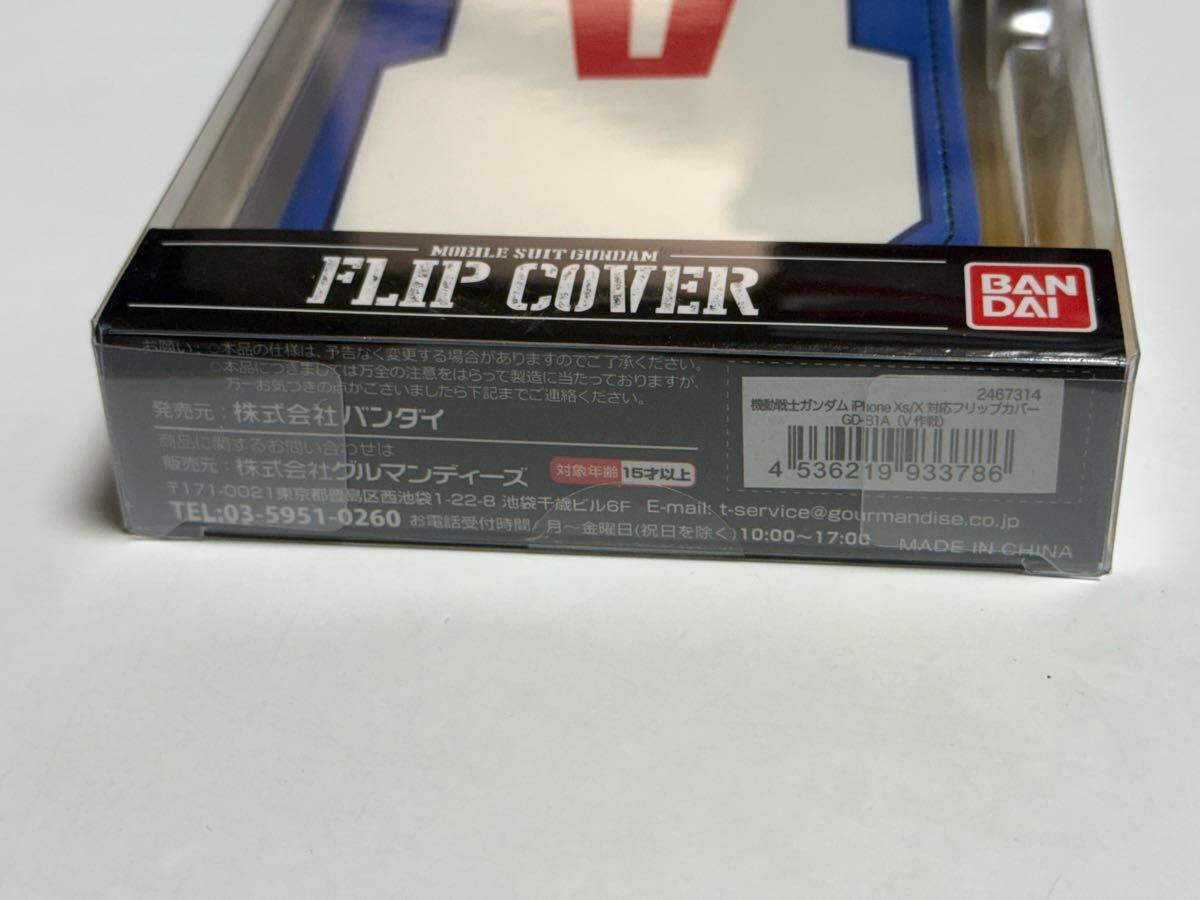 MOBILE SUIT GUNDAM
FLIP COVER
BAN
DAI
お願い:○本品の仕様は、予告なく変更する場合がありますのでご了承ください。
○本品につきましては万全の注意をはらって製造に当たっておりますが、
万一お気づきの点がございましたら下記までご連絡ください。
発売元:株式会社バンダイ
商品に関するお問い合わせは
販売元:株式会社グルマンディーズ
対象年齢 15才以上
〒171-0021東京都豊島区西池袋1-22-8 池袋千歳ビル6F E-mail: t-service@gourmandise.co.jp
TEL:03-5951-0260 お電話受付時間/月~金曜日(祝日を除く)10:00~17:00
MADE IN CHINA
2467314
機動戦士ガンダム iPhone Xs/X 対応フリップカバー
GD-81A (V作戦)
4 536219 933786